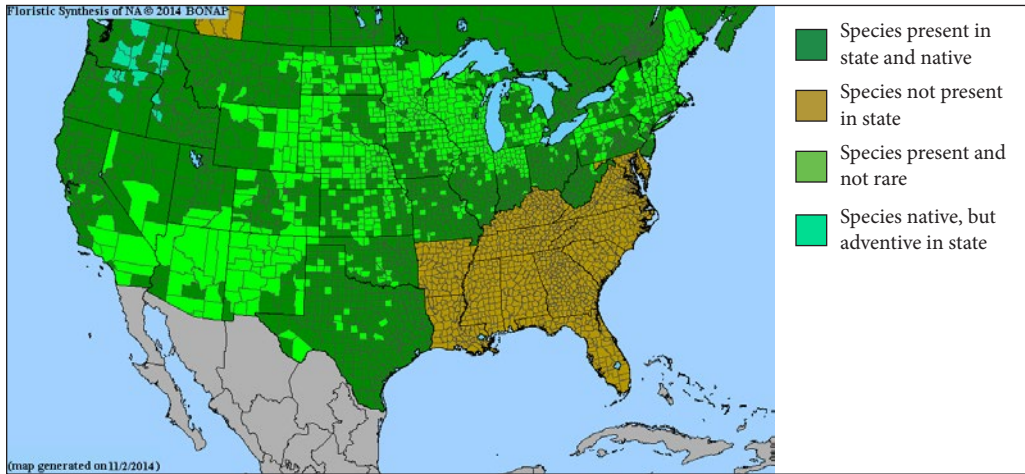 Floristic Synthesis of NA © 2014 BONAP
Species present in
state and native
Species not present
in state
Species present and
not rare
Species native, but
adventive in state
(map generated on 11/2/2014)